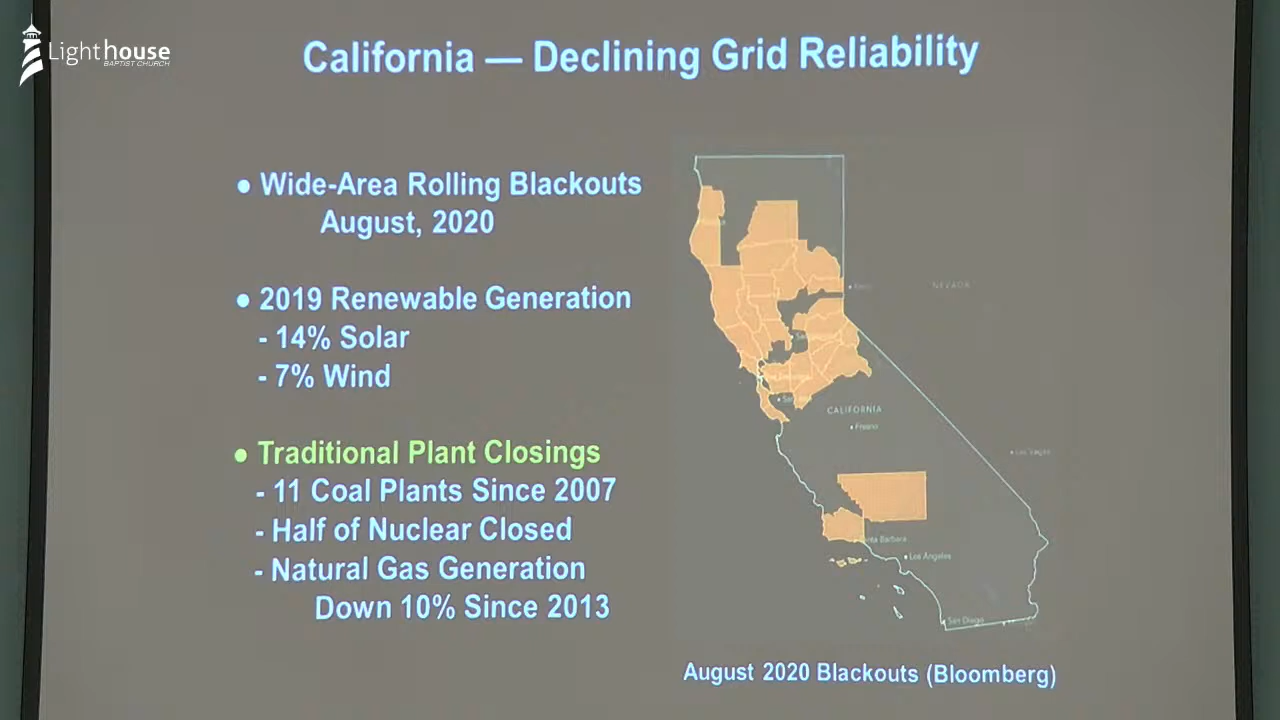 Lighthouse
BAPTIST CHURCH
California — Declining Grid Reliability
● Wide-Area Rolling Blackouts
August, 2020
● 2019 Renewable Generation
- 14% Solar
- 7% Wind
● Traditional Plant Closings
- 11 Coal Plants Since 2007
- Half of Nuclear Closed
- Natural Gas Generation
Down 10% Since 2013
NEVADA
CALIFORNIA
Fresno
Las Vegas
Santa Barbara
Los Angeles
San Diego
August 2020 Blackouts (Bloomberg)